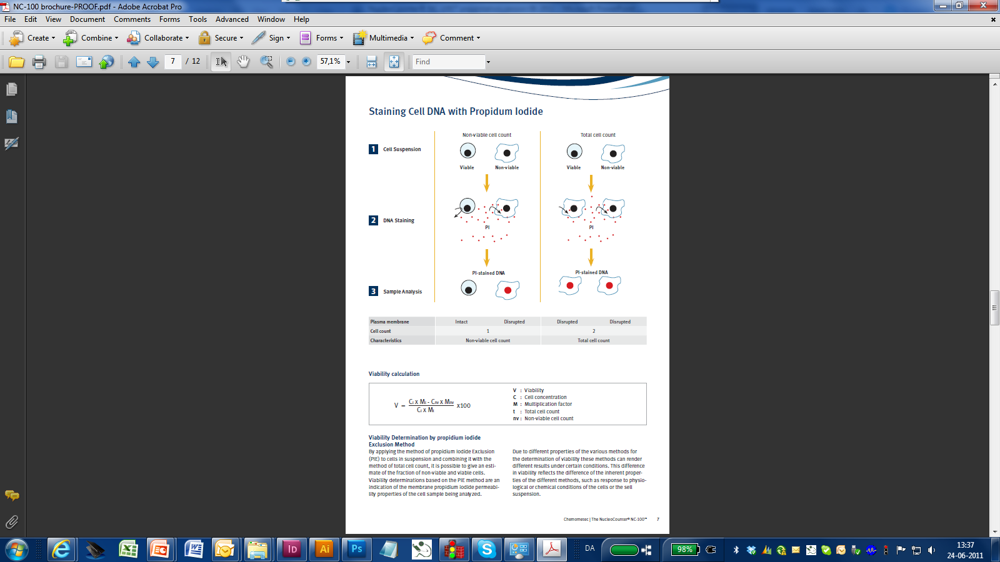 NC-100 brochure-PROOF.pdf - Adobe Acrobat Pro
File Edit View Document Comments Forms Tools Advanced Window Help
Create Combine Collaborate Secure Sign Forms Multimedia Comment
7 / 12 57,1% Find
Staining Cell DNA with Propidum Iodide
Non-viable cell count Total cell count
1 Cell Suspension
Viable Non-viable Viable Non-viable
2 DNA Staining
PI PI
PI-stained DNA PI-stained DNA
3 Sample Analysis
Plasma membrane Intact Disrupted Disrupted Disrupted
Cell count 1 2
Characteristics Non-viable cell count Total cell count
Viability calculation
V = Ct x Mt - Cnv x Mnv x100
Ct x Mt
V : Viability
C : Cell concentration
M : Multiplication factor
t : Total cell count
nv : Non-viable cell count
Viability Determination by propidium iodide
Exclusion Method
By applying the method of propidium Iodide Exclusion
(PIE) to cells in suspension and combining it with the
method of total cell count, it is possible to give an esti-
mate of the fraction of non-viable and viable cells.
Viability determinations based on the PIE method are an
indication of the membrane propidium iodide permeabi-
lity properties of the cell sample being analyzed.
Due to different properties of the various methods for
the determination of viability these methods can render
different results under certain conditions. This difference
in viability reflects the difference of the inherent proper-
ties of the different methods, such as response to physio-
logical or chemical conditions of the cells or the sell
suspension.
Chemometec | The NucleoCounter® NC-100™ 7
Id Ai Ps DA 98% 13:37
24-06-2011